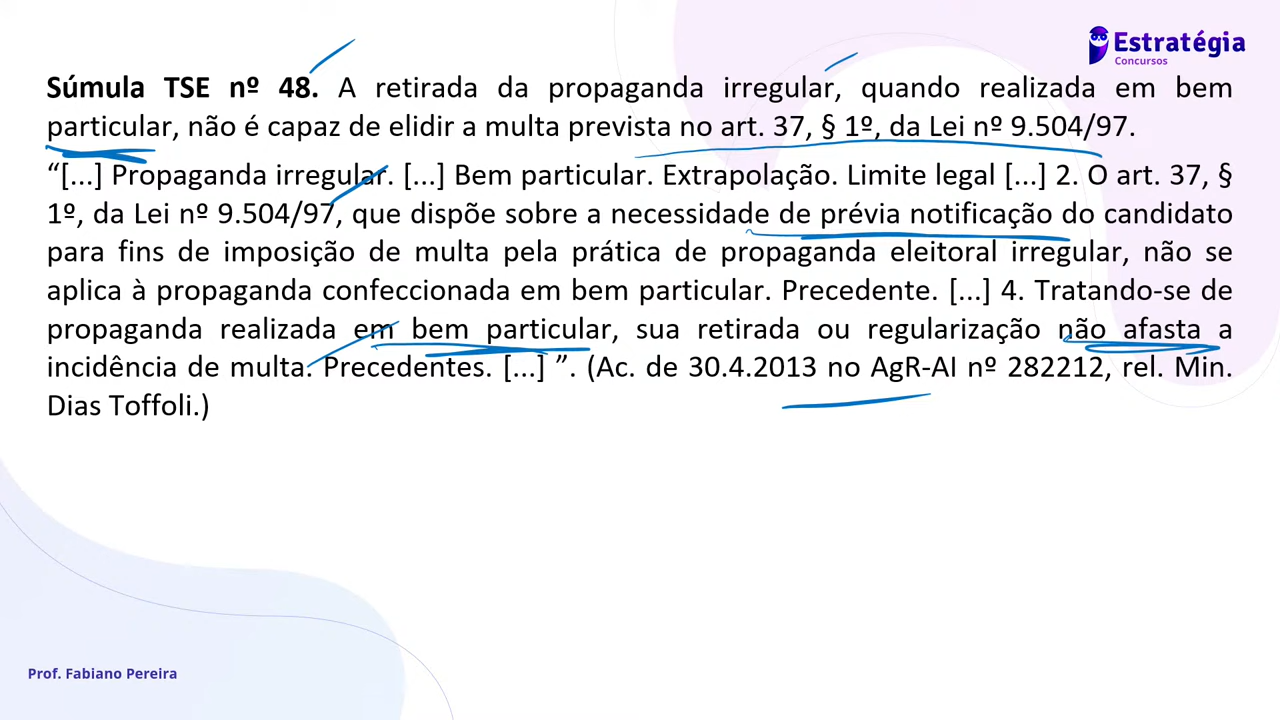 Estratégia
Concursos
Súmula TSE nº 48. A retirada da propaganda irregular, quando realizada em bem
particular, não é capaz de elidir a multa prevista no art. 37, § 1º, da Lei nº 9.504/97.
“[...] Propaganda irregular. [...] Bem particular. Extrapolação. Limite legal [...] 2. O art. 37, §
1º, da Lei nº 9.504/97, que dispõe sobre a necessidade de prévia notificação do candidato
para fins de imposição de multa pela prática de propaganda eleitoral irregular, não se
aplica à propaganda confeccionada em bem particular. Precedente. [...] 4. Tratando-se de
propaganda realizada em bem particular, sua retirada ou regularização não afasta a
incidência de multa. Precedentes. [...] ”. (Ac. de 30.4.2013 no AgR-AI nº 282212, rel. Min.
Dias Toffoli.)
Prof. Fabiano Pereira